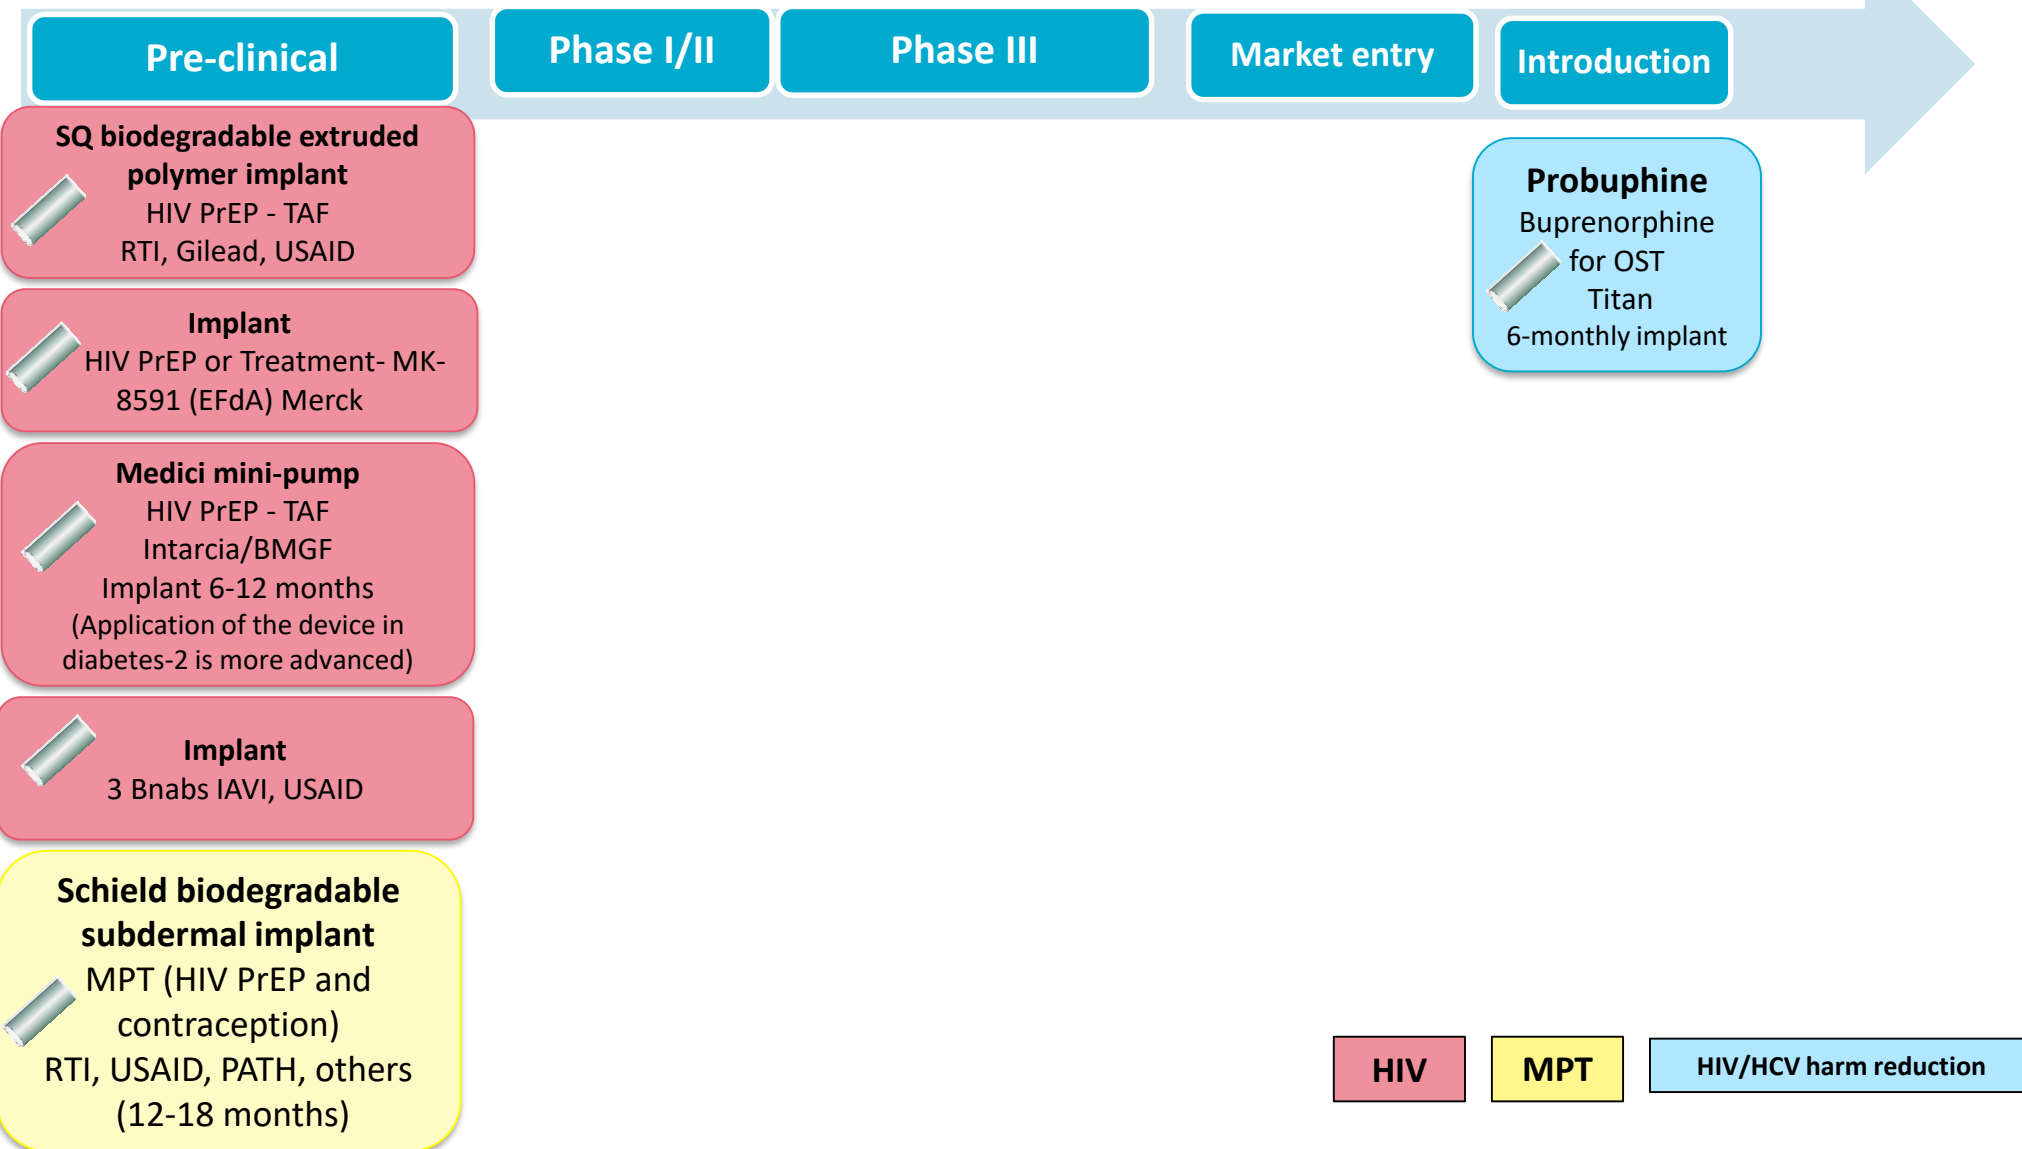 Pre-clinical
Phase I/II
Phase III
Market entry
Introduction
SQ biodegradable extruded
polymer implant
HIV PrEP - TAF
RTI, Gilead, USAID
Implant
HIV PrEP or Treatment- MK-
8591 (EFdA) Merck
Medici mini-pump
HIV PrEP - TAF
Intarcia/BMGF
Implant 6-12 months
(Application of the device in
diabetes-2 is more advanced)
Implant
3 Bnabs IAVI, USAID
Schield biodegradable
subdermal implant
MPT (HIV PrEP and
contraception)
RTI, USAID, PATH, others
(12-18 months)
Probuphine
Buprenorphine
for OST
Titan
6-monthly implant
HIV
MPT
HIV/HCV harm reduction